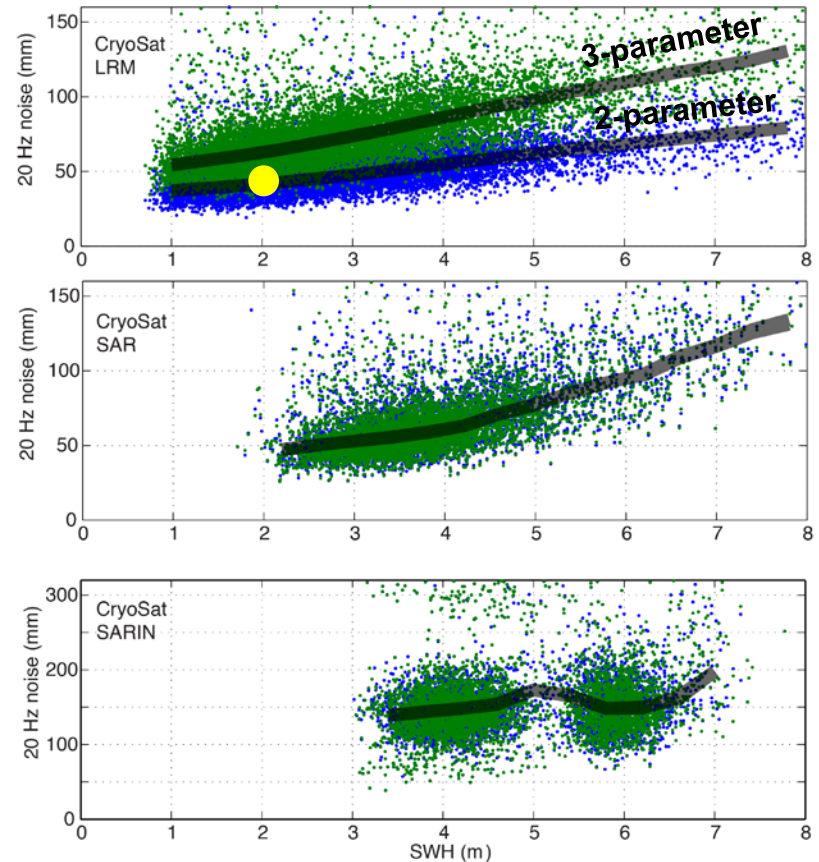 150
100
50
0
20 Hz noise (mm)
CryoSat
LRM
3-parameter
2-parameter
1 2 3 4 5 6 7 8
150
100
50
0
20 Hz noise (mm)
CryoSat
SAR
0 1 2 3 4 5 6 7 8
300
200
150
100
0
20 Hz noise (mm)
CryoSat
SARIN
0 1 2 3 4 5 6 7 8
SWH (m)